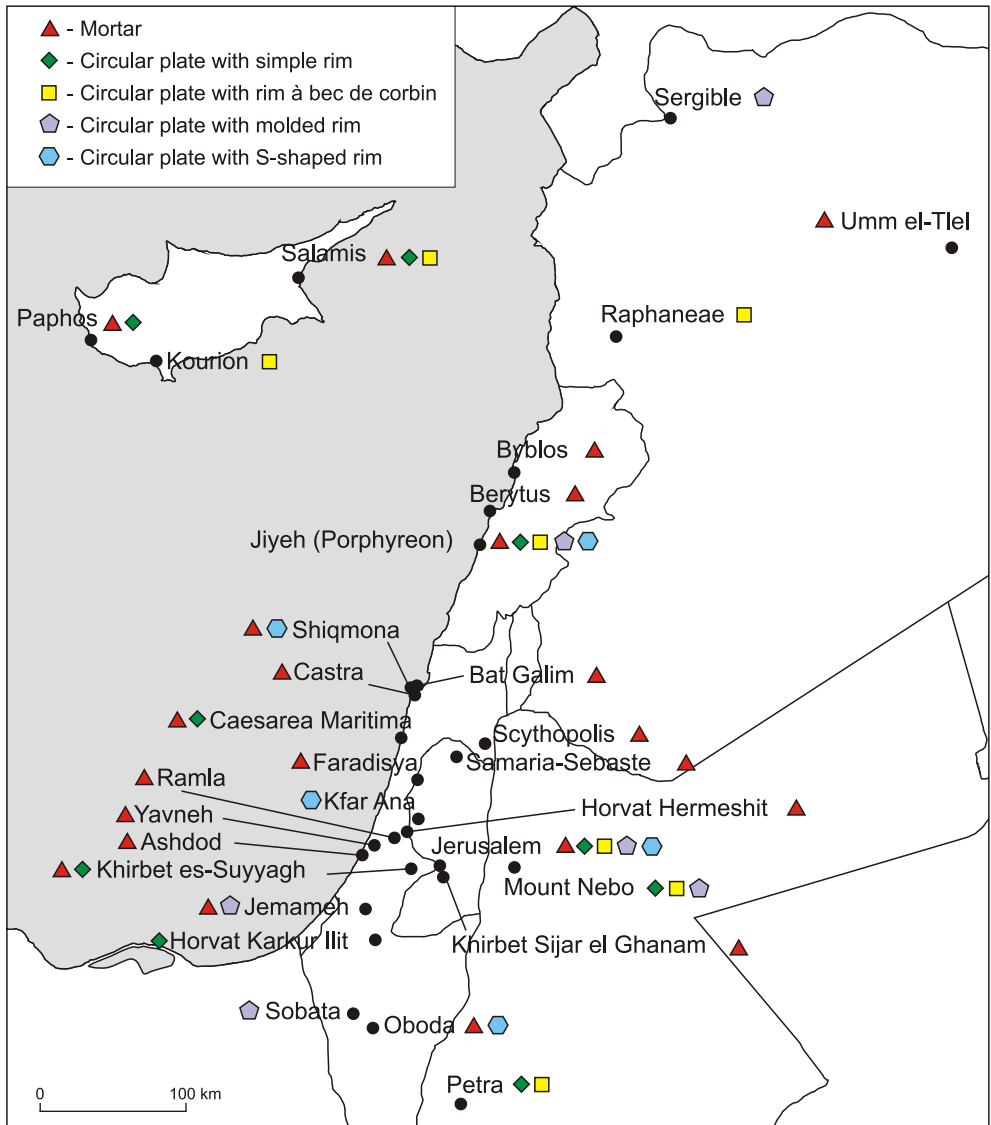 - Mortar
- Circular plate with simple rim
- Circular plate with rim à bec de corbin
- Circular plate with molded rim
- Circular plate with S-shaped rim
Sergible
Umm el-Tlel
Salamis
Paphos
Raphaneae
Kourion
Byblos
Berytus
Jiyeh (Porphyreon)
Shiqmona
Castra
Bat Galim
Caesarea Maritima
Scythopolis
Faradisya
Samaria-Sebaste
Ramla
Kfar Ana
Yavneh
Horvat Hermeshit
Ashdod
Jerusalem
Khirbet es-Suyyagh
Mount Nebo
Jemameh
Horvat Karkur Ilit
Khirbet Sijar el Ghanam
Sobata
Oboda
Petra
0 100 km